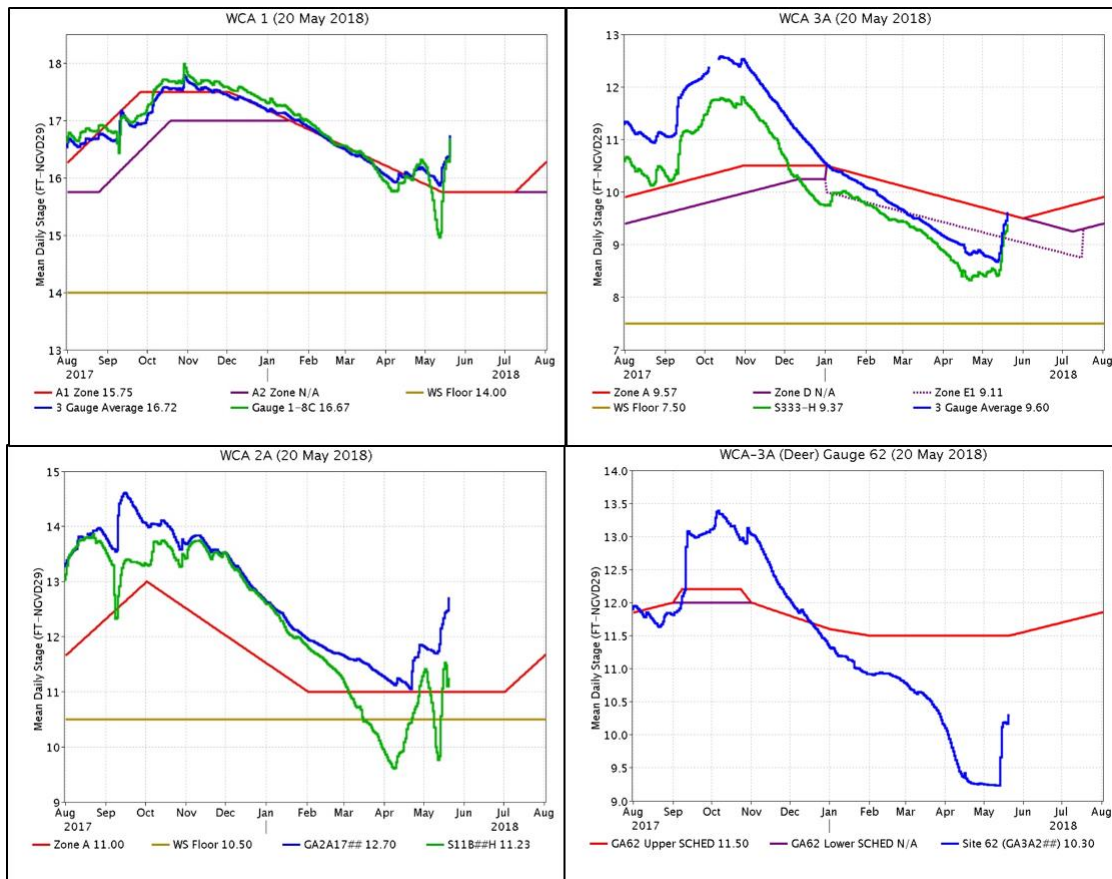 WCA 1 (20 May 2018)
Mean Daily Stage (FT-NGVD29)
18
17
16
15
14
13
Aug Sep Oct Nov Dec Jan Feb Mar Apr May Jun Jul Aug
2017 2018
A1 Zone 15.75 A2 Zone N/A WS Floor 14.00
3 Gauge Average 16.72 Gauge 1-8C 16.67
WCA 3A (20 May 2018)
Mean Daily Stage (FT-NGVD29)
13
12
11
10
9
8
7
Aug Sep Oct Nov Dec Jan Feb Mar Apr May Jun Jul Aug
2017 2018
Zone A 9.57 Zone D N/A Zone E1 9.11
WS Floor 7.50 S333-H 9.37 3 Gauge Average 9.60
WCA 2A (20 May 2018)
Mean Daily Stage (FT-NGVD29)
15
14
13
12
11
10
9
Aug Sep Oct Nov Dec Jan Feb Mar Apr May Jun Jul Aug
2017 2018
Zone A 11.00 WS Floor 10.50 GA2A17## 12.70 S11B##H 11.23
WCA-3A (Deer) Gauge 62 (20 May 2018)
Mean Daily Stage (FT-NGVD29)
14.0
13.5
13.0
12.5
12.0
11.5
11.0
10.5
10.0
9.5
9.0
Aug Sep Oct Nov Dec Jan Feb Mar Apr May Jun Jul Aug
2017 2018
GA62 Upper SCHED 11.50 GA62 Lower SCHED N/A Site 62 (GA3A2##) 10.30